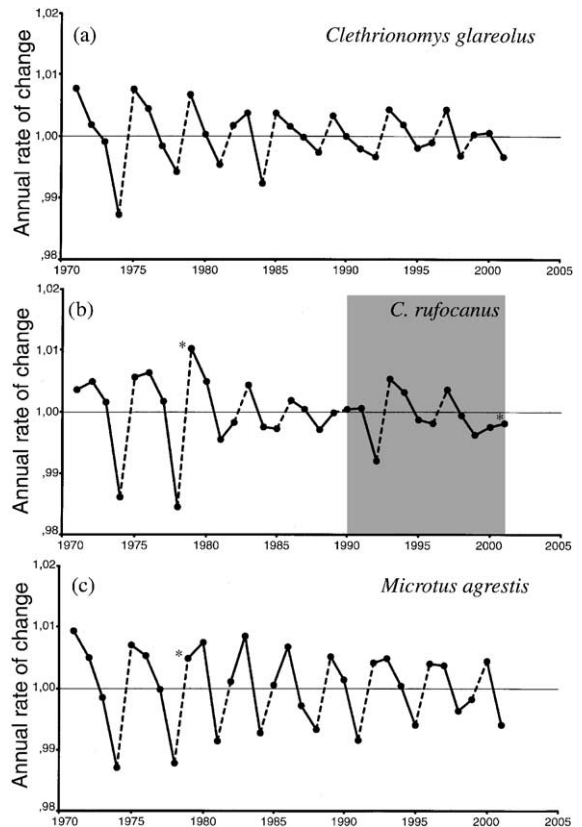 (a)
Clethrionomys glareolus
Annual rate of change
1,02
1,01
1,00
,99
,98
1970 1975 1980 1985 1990 1995 2000 2005
(b)
C. rufocanus
Annual rate of change
1,02
1,01
1,00
,99
,98
*
*
1970 1975 1980 1985 1990 1995 2000 2005
(c)
Microtus agrestis
Annual rate of change
1,02
1,01
1,00
,99
,98
*
1970 1975 1980 1985 1990 1995 2000 2005